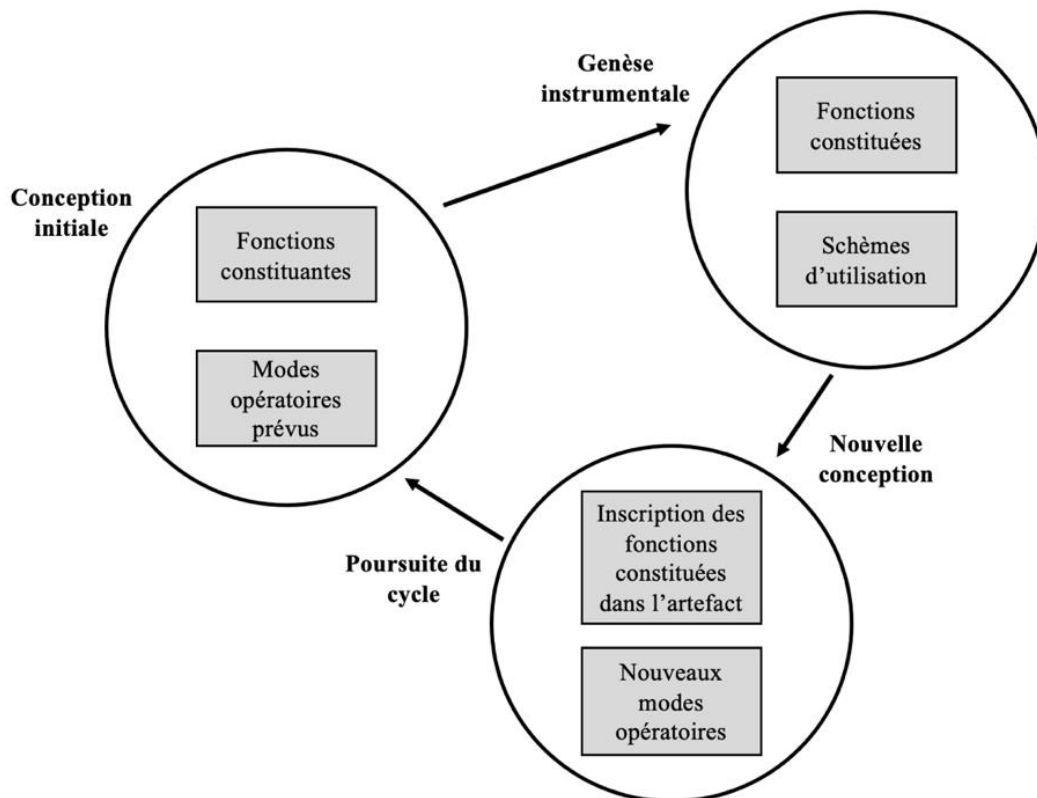 Conception
initiale
Fonctions
constituantes
Modes
opératoires
prévus
Genèse
instrumentale
Fonctions
constituées
Schèmes
d’utilisation
Nouvelle
conception
Inscription des
fonctions
constituées
dans l’artefact
Nouveaux
modes
opératoires
Poursuite du
cycle